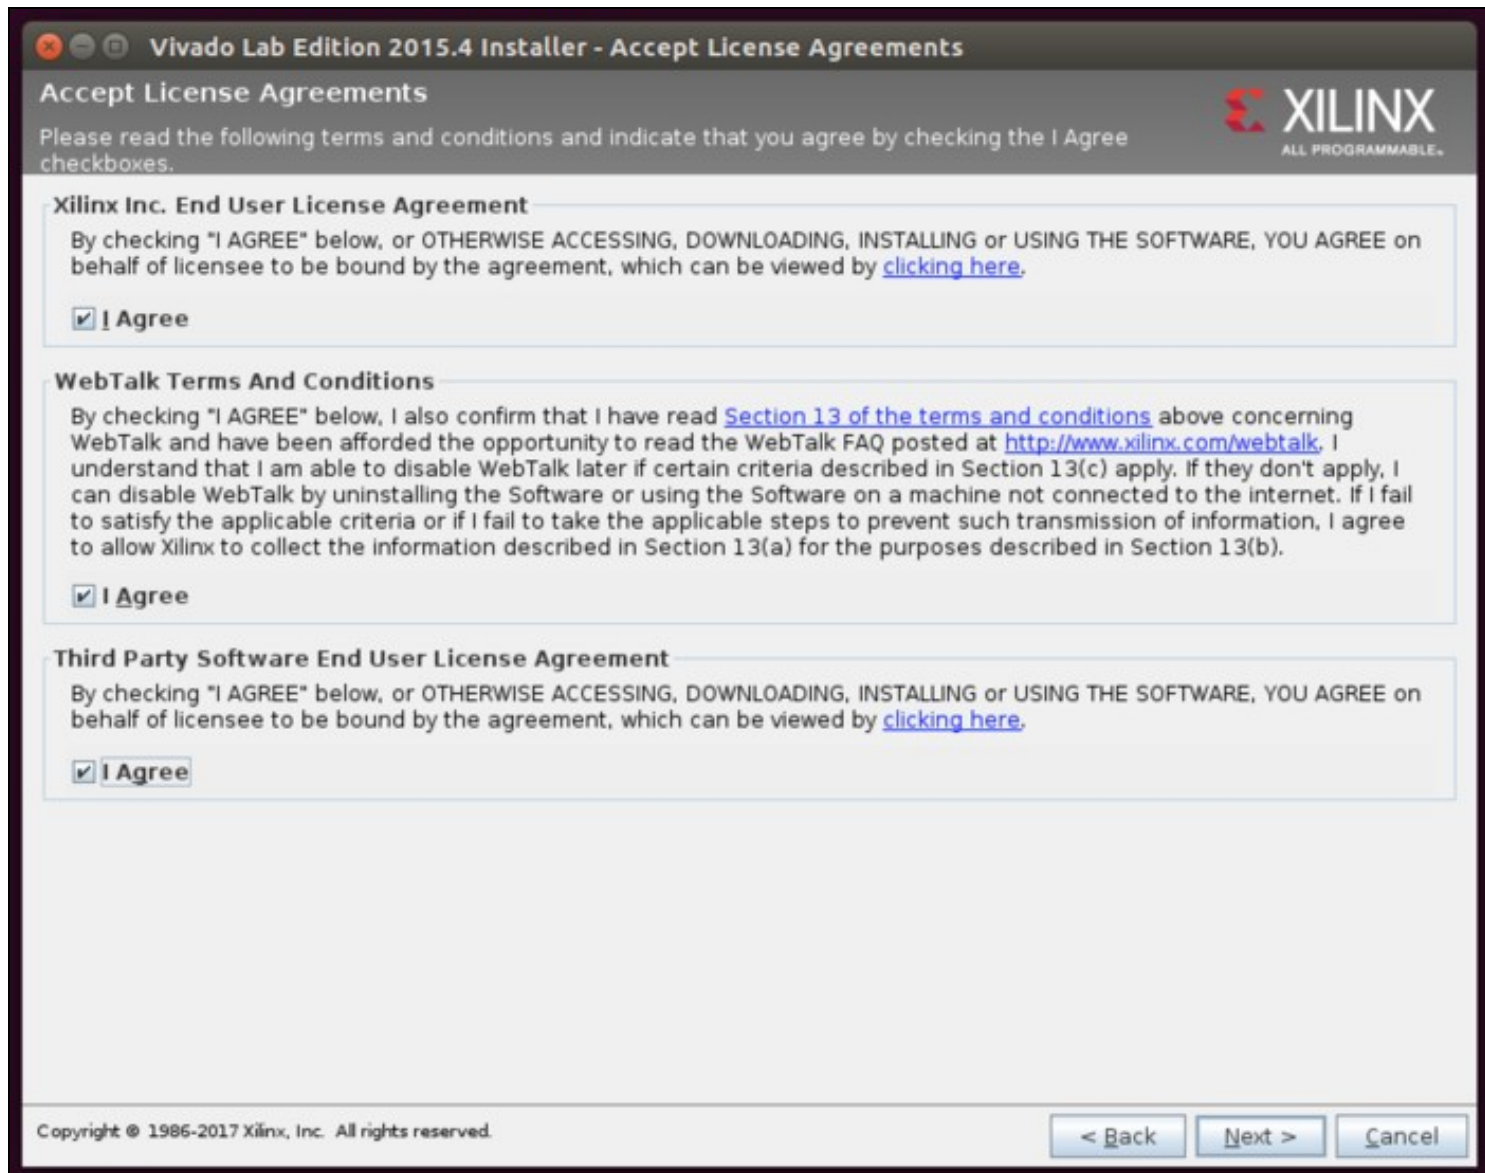 Vivado Lab Edition 2015.4 Installer - Accept License Agreements
Accept License Agreements
Please read the following terms and conditions and indicate that you agree by checking the I Agree
checkboxes.
XILINX
ALL PROGRAMMABLE™
Xilinx Inc. End User License Agreement
By checking "I AGREE" below, or OTHERWISE ACCESSING, DOWNLOADING, INSTALLING or USING THE SOFTWARE, YOU AGREE on
behalf of licensee to be bound by the agreement, which can be viewed by clicking here.
I Agree
WebTalk Terms And Conditions
By checking "I AGREE" below, I also confirm that I have read Section 13 of the terms and conditions above concerning
WebTalk and have been afforded the opportunity to read the WebTalk FAQ posted at http://www.xilinx.com/webtalk. I
understand that I am able to disable WebTalk later if certain criteria described in Section 13(c) apply. If they don't apply, I
can disable WebTalk by uninstalling the Software or using the Software on a machine not connected to the internet. If I fail
to satisfy the applicable criteria or if I fail to take the applicable steps to prevent such transmission of information, I agree
to allow Xilinx to collect the information described in Section 13(a) for the purposes described in Section 13(b).
I Agree
Third Party Software End User License Agreement
By checking "I AGREE" below, or OTHERWISE ACCESSING, DOWNLOADING, INSTALLING or USING THE SOFTWARE, YOU AGREE on
behalf of licensee to be bound by the agreement, which can be viewed by clicking here.
I Agree
Copyright © 1986-2017 Xilinx, Inc. All rights reserved.
< Back Next > Cancel